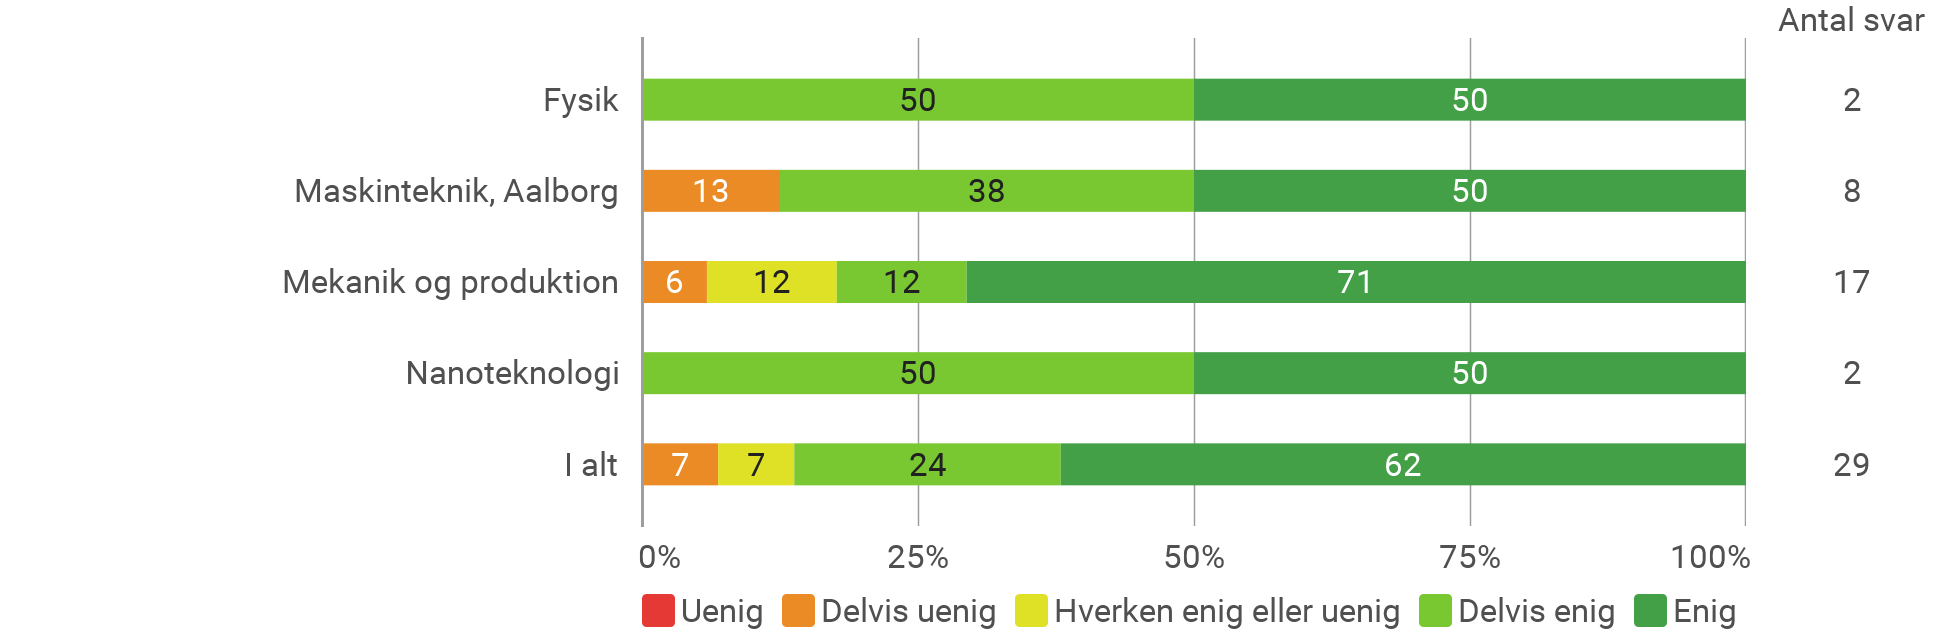 Antal svar
Fysik 50 50 2
Maskinteknik, Aalborg 13 38 50 8
Mekanik og produktion 6 12 12 71 17
Nanoteknologi 50 50 2
I alt 7 7 24 62 29
0% 25% 50% 75% 100%
Uenig Delvis uenig Hverken enig eller uenig Delvis enig Enig